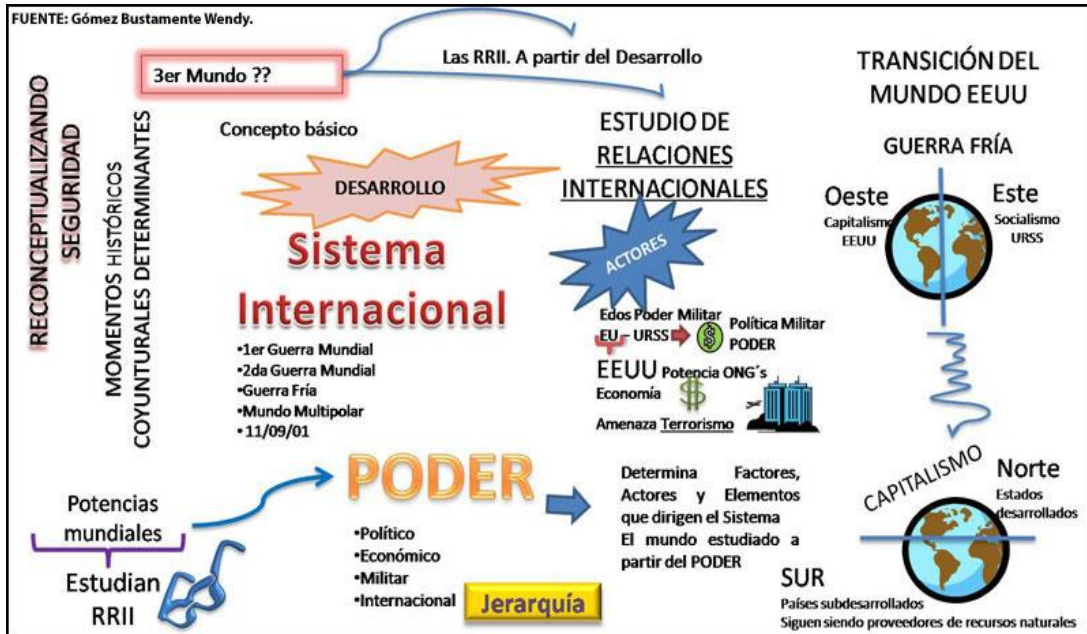 FUENTE: Gómez Bustamente Wendy.
RECONCEPTUALIZANDO
SEGURIDAD
MOMENTOS HISTÓRICOS
COYUNTURALES DETERMINANTES
3er Mundo ??
Las RRII. A partir del Desarrollo
Concepto básico
DESARROLLO
Sistema
Internacional
•1er Guerra Mundial
•2da Guerra Mundial
•Guerra Fría
•Mundo Multipolar
•11/09/01
ESTUDIO DE
RELACIONES
INTERNACIONALES
ACTORES
Edos Poder Militar
EU – URSS
$
Política Militar
PODER
EEUU Potencia ONG´s
Economía
$
Amenaza Terrorismo
TRANSICIÓN DEL
MUNDO EEUU
GUERRA FRÍA
Oeste
Capitalismo
EEUU
Este
Socialismo
URSS
CAPITALISMO
Norte
Estados
desarrollados
SUR
Países subdesarrollados
Siguen siendo proveedores de recursos naturales
Potencias
mundiales
Estudian
RRII
PODER
•Político
•Económico
•Militar
•Internacional
Jerarquía
Determina Factores,
Actores y Elementos
que dirigen el Sistema
El mundo estudiado a
partir del PODER